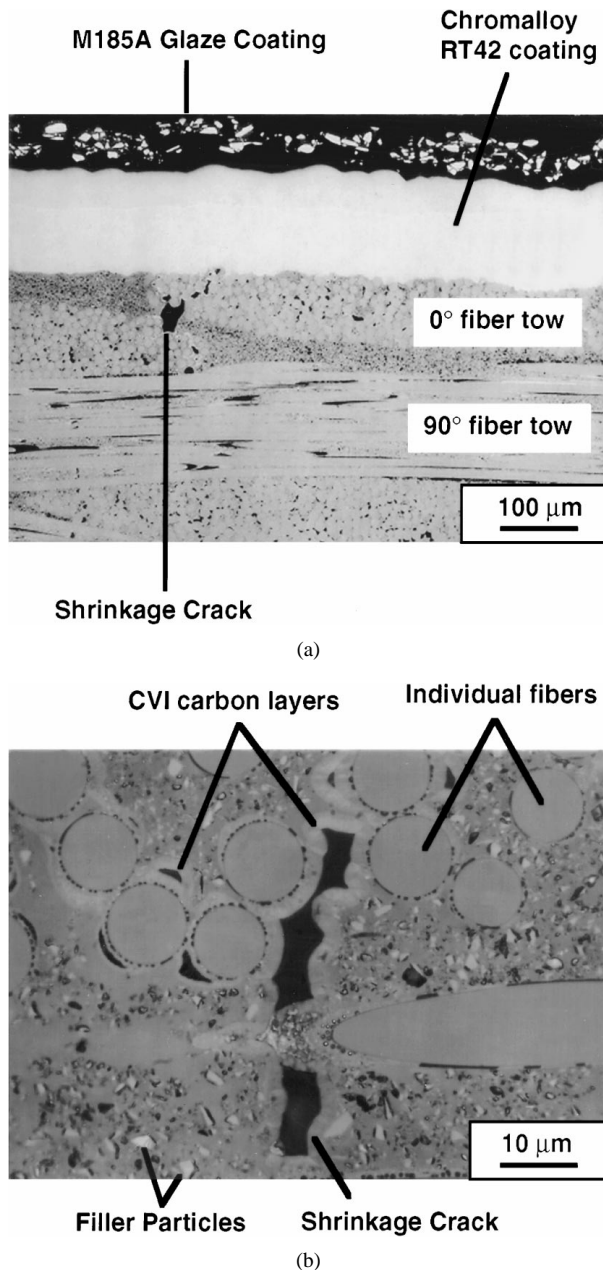 M185A Glaze Coating
Chromalloy
RT42 coating
0° fiber tow
90° fiber tow
100 µm
Shrinkage Crack
(a)
CVI carbon layers
Individual fibers
10 µm
Filler Particles
Shrinkage Crack
(b)